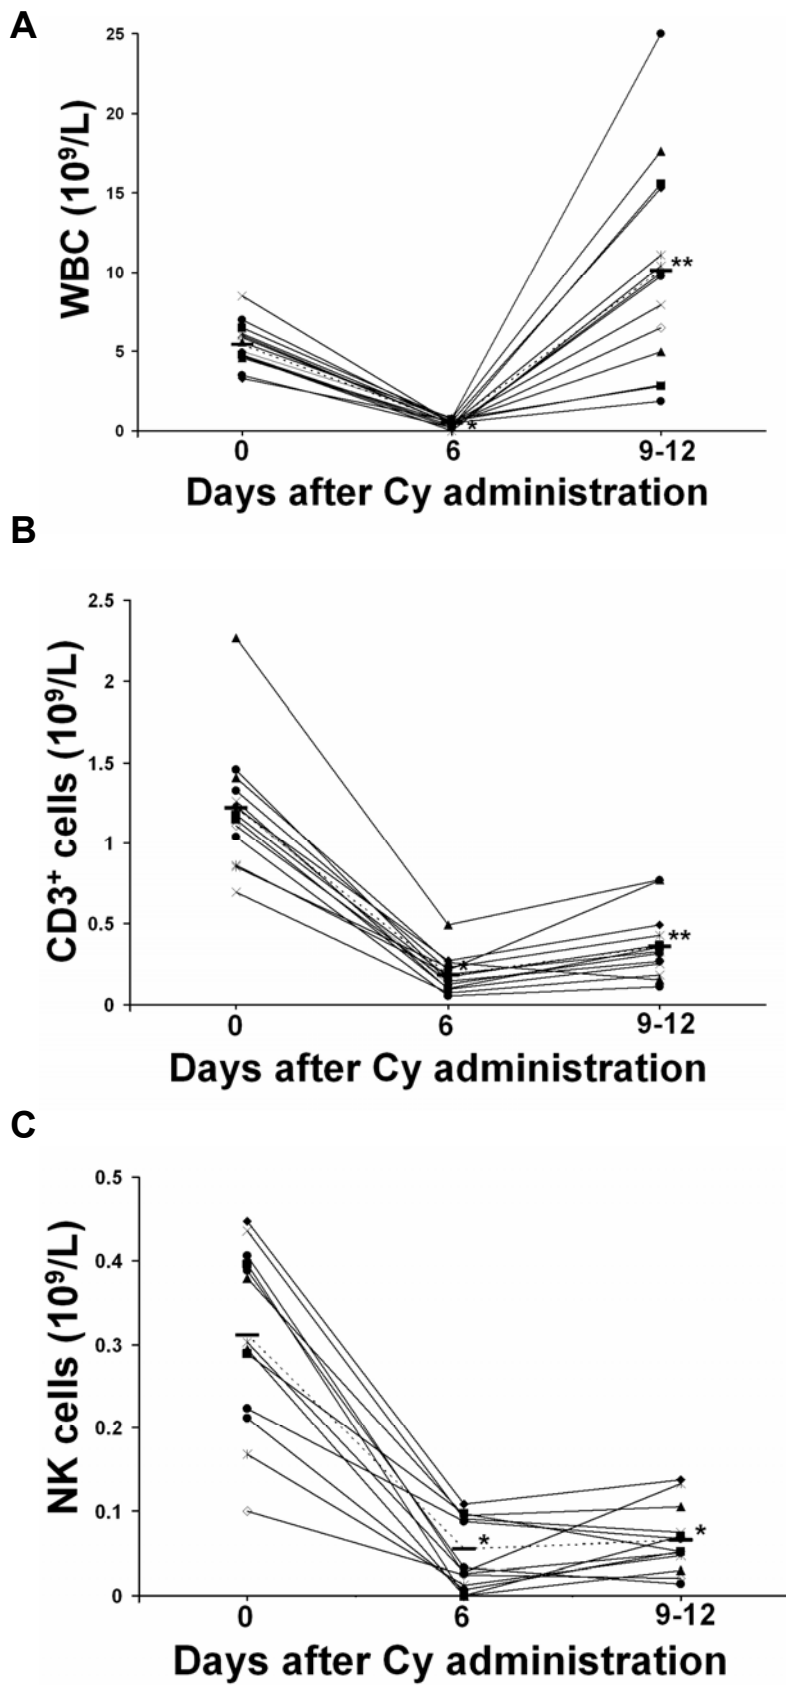 A
WBC (10⁹/L)
25
20
15
10
5
0
**
*
0 6 9-12
Days after Cy administration
B
CD3⁺ cells (10⁹/L)
2.5
2
1.5
1
0.5
0
*
**
0 6 9-12
Days after Cy administration
C
NK cells (10⁹/L)
0.5
0.4
0.3
0.2
0.1
0
*
*
0 6 9-12
Days after Cy administration